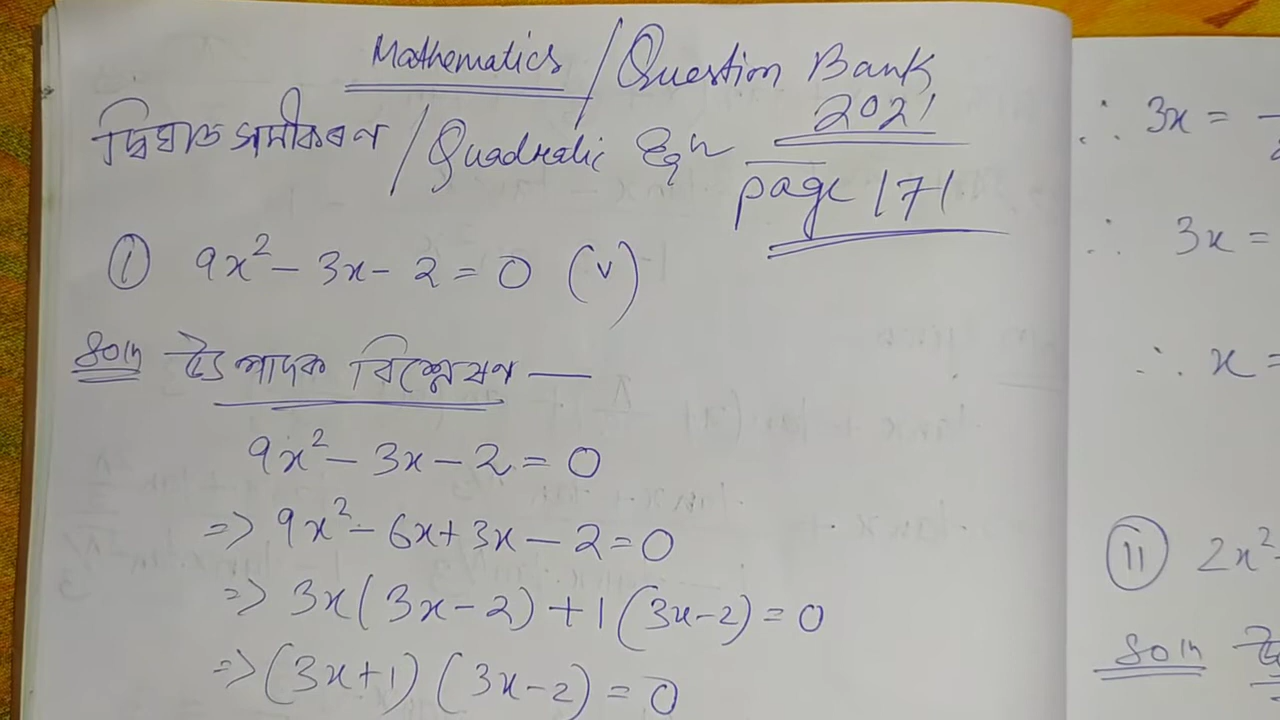 Mathematics / Question Bank
2021
দ্বিঘাত সমীকৰণ / Quadratic Eqn
page 171
(i) 9x² - 3x - 2 = 0 (v)
Soln উৎপাদক বিশ্লেষণ —
9x² - 3x - 2 = 0
=> 9x² - 6x + 3x - 2 = 0
=> 3x(3x - 2) + 1(3x - 2) = 0
=> (3x + 1) (3x - 2) = 0
∴ 3x =
∴ 3x =
∴ x =
(ii) 2x²
Soln